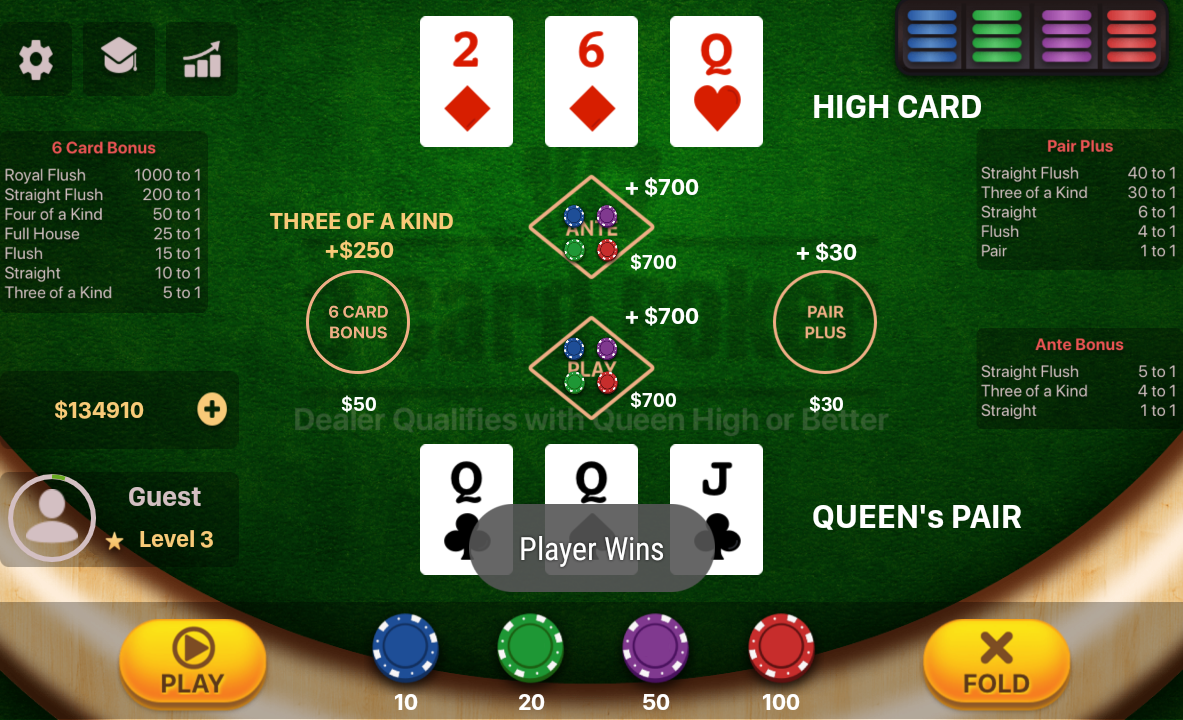 2 6 Q
HIGH CARD
6 Card Bonus
Royal Flush 1000 to 1
Straight Flush 200 to 1
Four of a Kind 50 to 1
Full House 25 to 1
Flush 15 to 1
Straight 10 to 1
Three of a Kind 5 to 1
Pair Plus
Straight Flush 40 to 1
Three of a Kind 30 to 1
Straight 6 to 1
Flush 4 to 1
Pair 1 to 1
THREE OF A KIND
+$250
+ $700
ANTE
$700
+ $30
6 CARD
BONUS
$50
+ $700
PLAY
$700
PAIR
PLUS
$30
Ante Bonus
Straight Flush 5 to 1
Three of a Kind 4 to 1
Straight 1 to 1
$134910
Dealer Qualifies with Queen High or Better
Guest
Level 3
Q Q J
QUEEN's PAIR
Player Wins
PLAY
10
20
50
100
FOLD